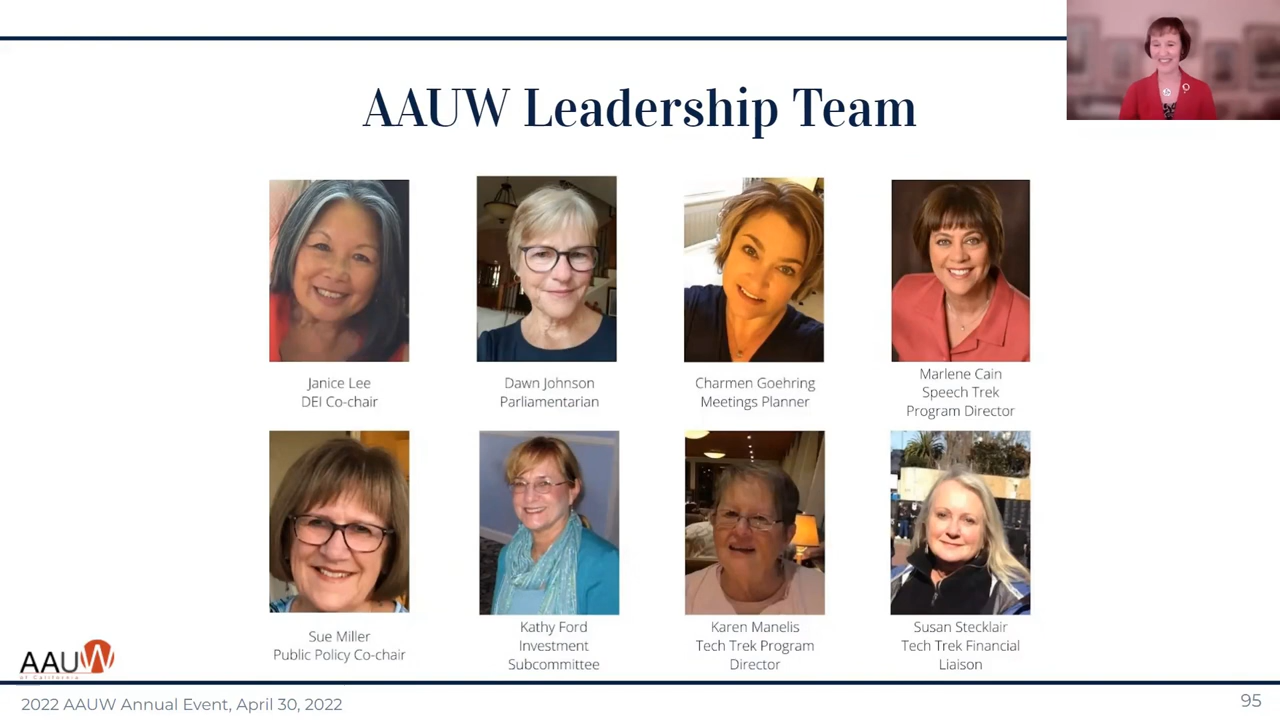 AAUW Leadership Team
Janice Lee
DEI Co-chair
Dawn Johnson
Parliamentarian
Charmen Goehring
Meetings Planner
Marlene Cain
Speech Trek
Program Director
Sue Miller
Public Policy Co-chair
Kathy Ford
Investment
Subcommittee
Karen Manelis
Tech Trek Program
Director
Susan Stecklair
Tech Trek Financial
Liaison
AAUW
of California
2022 AAUW Annual Event, April 30, 2022
95